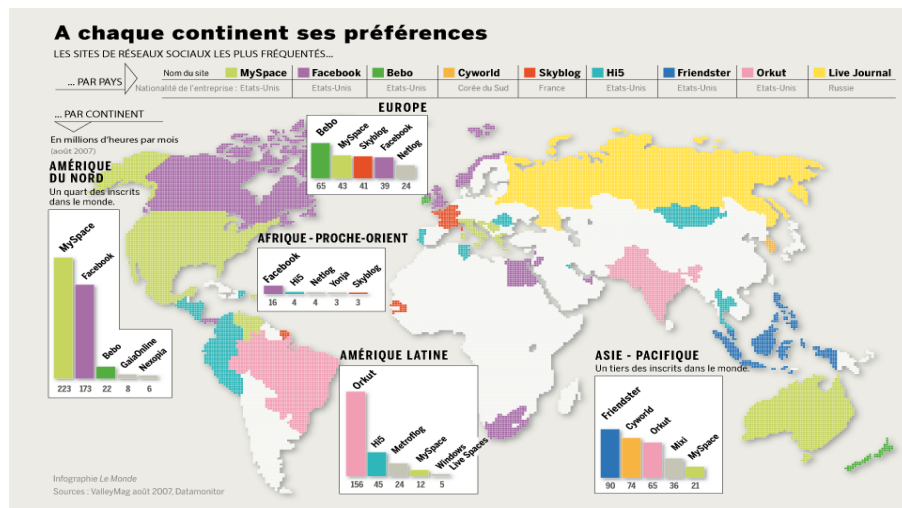 A chaque continent ses préférences
LES SITES DE RÉSEAUX SOCIAUX LES PLUS FRÉQUENTÉS...
... PAR PAYS
Nom du site MySpace Facebook Bebo Cyworld Skyblog Hi5 Friendster Orkut Live Journal
Nationalité de l'entreprise : Etats-Unis Etats-Unis Etats-Unis Corée du Sud France Etats-Unis Etats-Unis Etats-Unis Russie
... PAR CONTINENT
En millions d'heures par mois
(août 2007)
EUROPE
Bebo MySpace Skyblog Facebook Netlog
65 43 41 39 24
AMÉRIQUE
DU NORD
Un quart des inscrits
dans le monde.
MySpace Facebook Bebo GaiaOnline Nexopia
223 173 22 8 6
AFRIQUE - PROCHE-ORIENT
Facebook Hi5 Netlog Yonja Skyblog
16 4 4 3 3
AMÉRIQUE LATINE
Orkut Hi5 Metroflog MySpace Windows
Live Spaces
156 45 24 12 5
ASIE - PACIFIQUE
Un tiers des inscrits dans le monde.
Friendster Cyworld Orkut Mixi MySpace
90 74 65 36 21
Infographie Le Monde
Sources : ValleyMag août 2007, Datamonitor